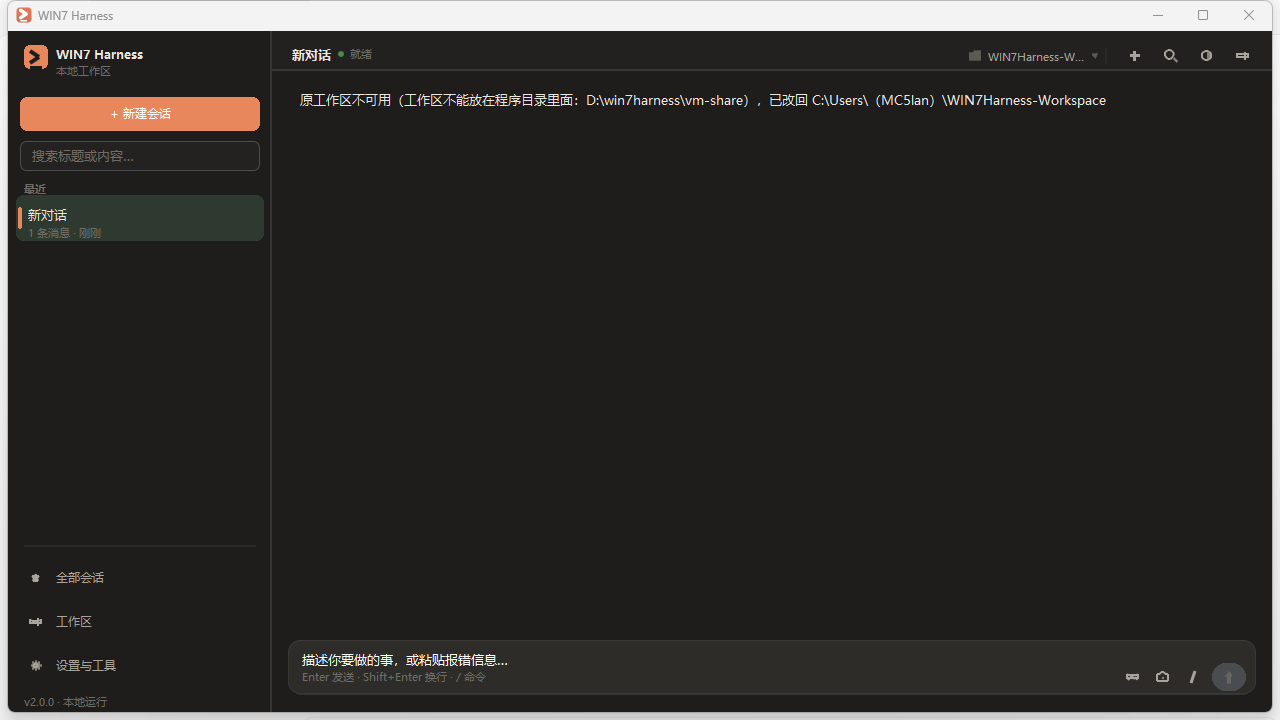 WIN7 Harness
WIN7 Harness
本地工作区
+ 新建会话
搜索标题或内容...
最近
新对话
1 条消息 · 刚刚
全部会话
工作区
设置与工具
v2.0.0 · 本地运行
新对话 ● 就绪
WIN7Harness-W... ▼
原工作区不可用（工作区不能放在程序目录里面：D:\win7harness\vm-share），已改回 C:\Users\（MC5lan）\WIN7Harness-Workspace
描述你要做的事，或粘贴报错信息...
Enter 发送 · Shift+Enter 换行 · / 命令